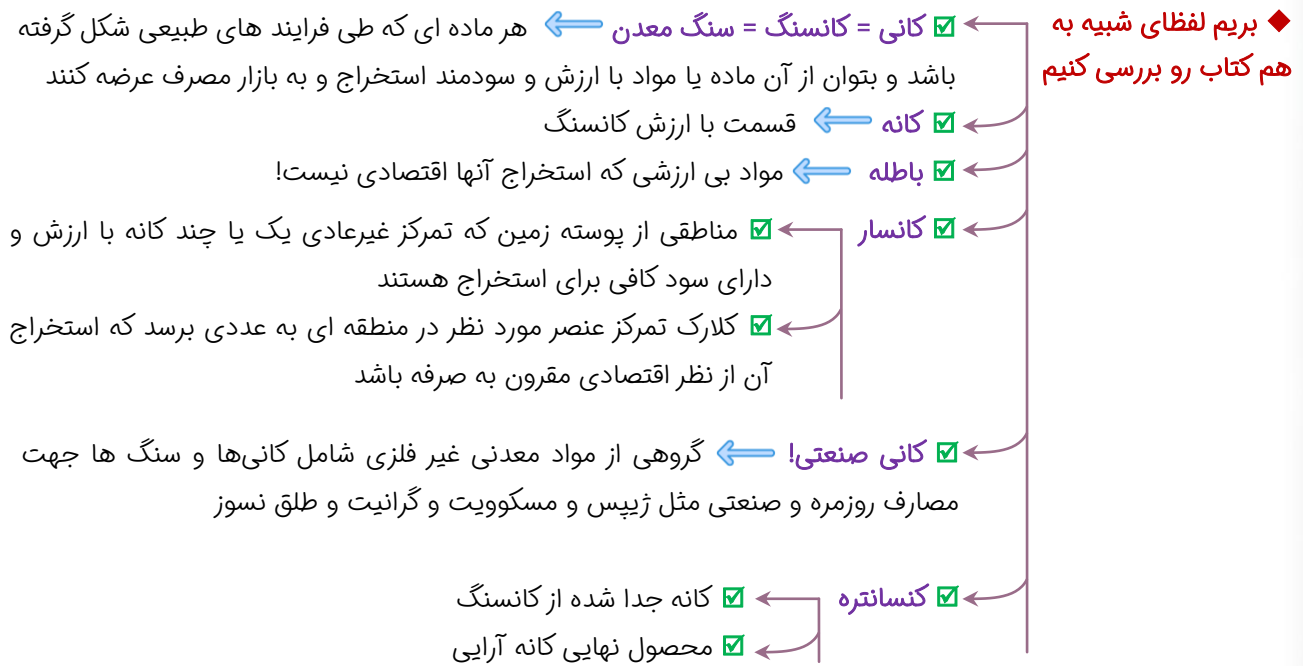 ◆ بریم لفظای شبیه به
هم کتاب رو بررسی کنیم
کانی = کانسنگ = سنگ معدن هر ماده ای که طی فرایند های طبیعی شکل گرفته
باشد و بتوان از آن ماده یا مواد با ارزش و سودمند استخراج و به بازار مصرف عرضه کنند
کانه قسمت با ارزش کانسنگ
باطله مواد بی ارزشی که استخراج آنها اقتصادی نیست!
کانسار مناطقی از پوسته زمین که تمرکز غیرعادی یک یا چند کانه با ارزش و
دارای سود کافی برای استخراج هستند
کلارک تمرکز عنصر مورد نظر در منطقه ای به عددی برسد که استخراج
آن از نظر اقتصادی مقرون به صرفه باشد
کانی صنعتی! گروهی از مواد معدنی غیر فلزی شامل کانی‌ها و سنگ ها جهت
مصارف روزمره و صنعتی مثل ژیپس و مسکوویت و گرانیت و طلق نسوز
کنسانتره کانه جدا شده از کانسنگ
محصول نهایی کانه آرایی